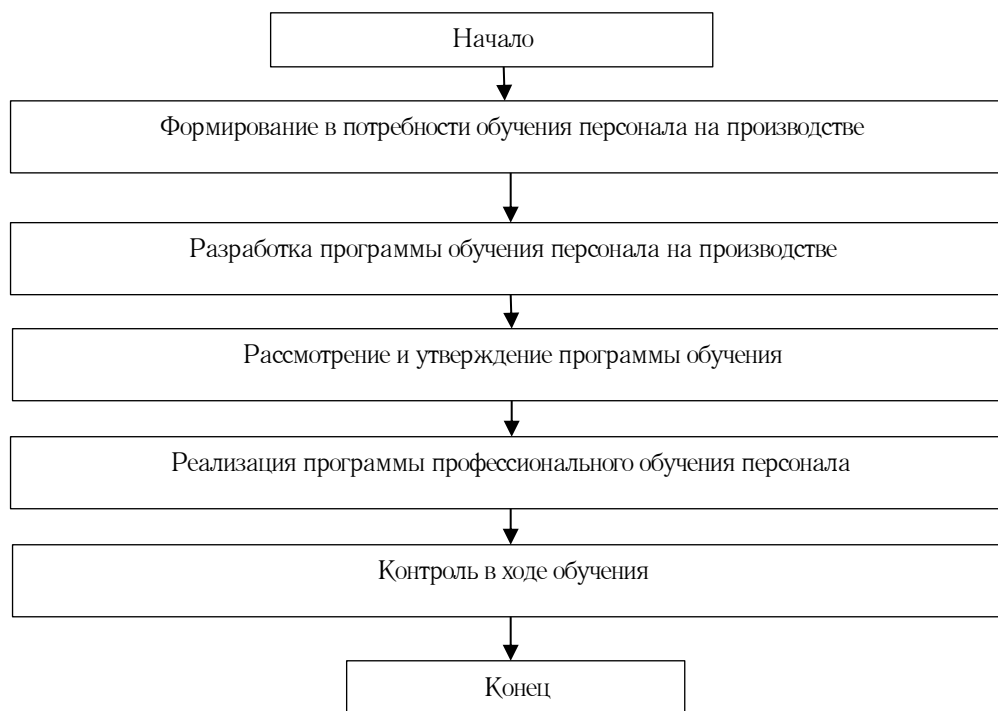 Начало
Формирование в потребности обучения персонала на производстве
Разработка программы обучения персонала на производстве
Рассмотрение и утверждение программы обучения
Реализация программы профессионального обучения персонала
Контроль в ходе обучения
Конец